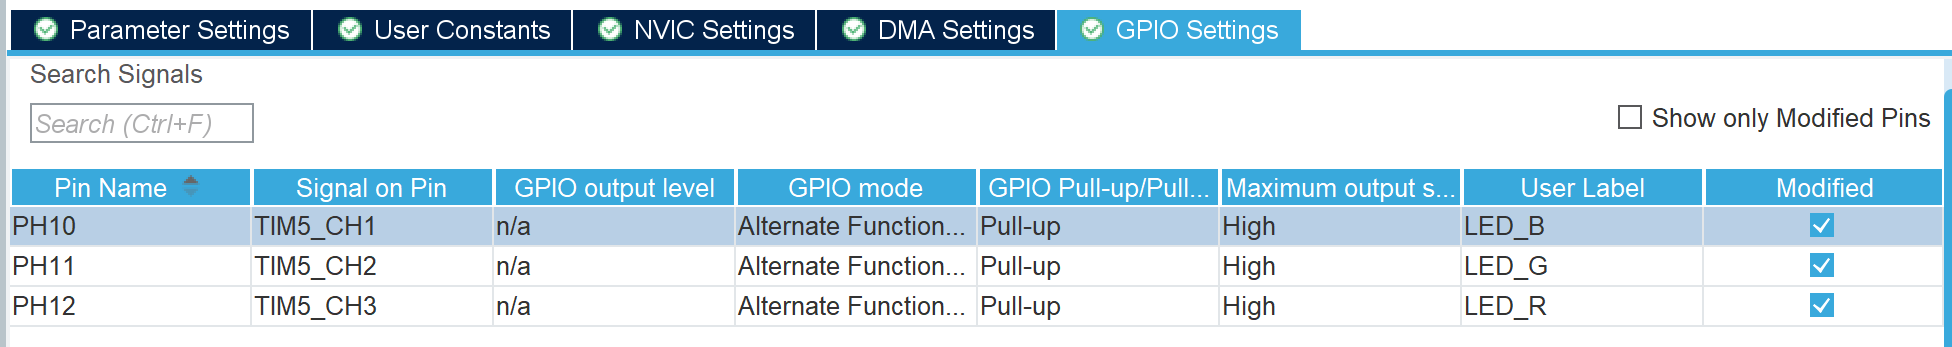 Parameter Settings User Constants NVIC Settings DMA Settings GPIO Settings
Search Signals
Search (Ctrl+F)
Show only Modified Pins
Pin Name Signal on Pin GPIO output level GPIO mode GPIO Pull-up/Pull... Maximum output s... User Label Modified
PH10 TIM5_CH1 n/a Alternate Function... Pull-up High LED_B
PH11 TIM5_CH2 n/a Alternate Function... Pull-up High LED_G
PH12 TIM5_CH3 n/a Alternate Function... Pull-up High LED_R